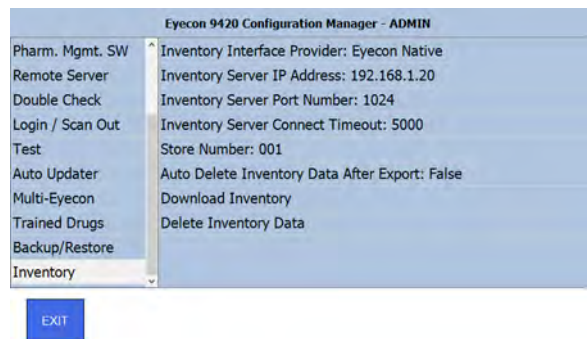 Eyecon 9420 Configuration Manager - ADMIN
Pharm. Mgmt. SW
Remote Server
Double Check
Login / Scan Out
Test
Auto Updater
Multi-Eyecon
Trained Drugs
Backup/Restore
Inventory
Inventory Interface Provider: Eyecon Native
Inventory Server IP Address: 192.168.1.20
Inventory Server Port Number: 1024
Inventory Server Connect Timeout: 5000
Store Number: 001
Auto Delete Inventory Data After Export: False
Download Inventory
Delete Inventory Data
EXIT